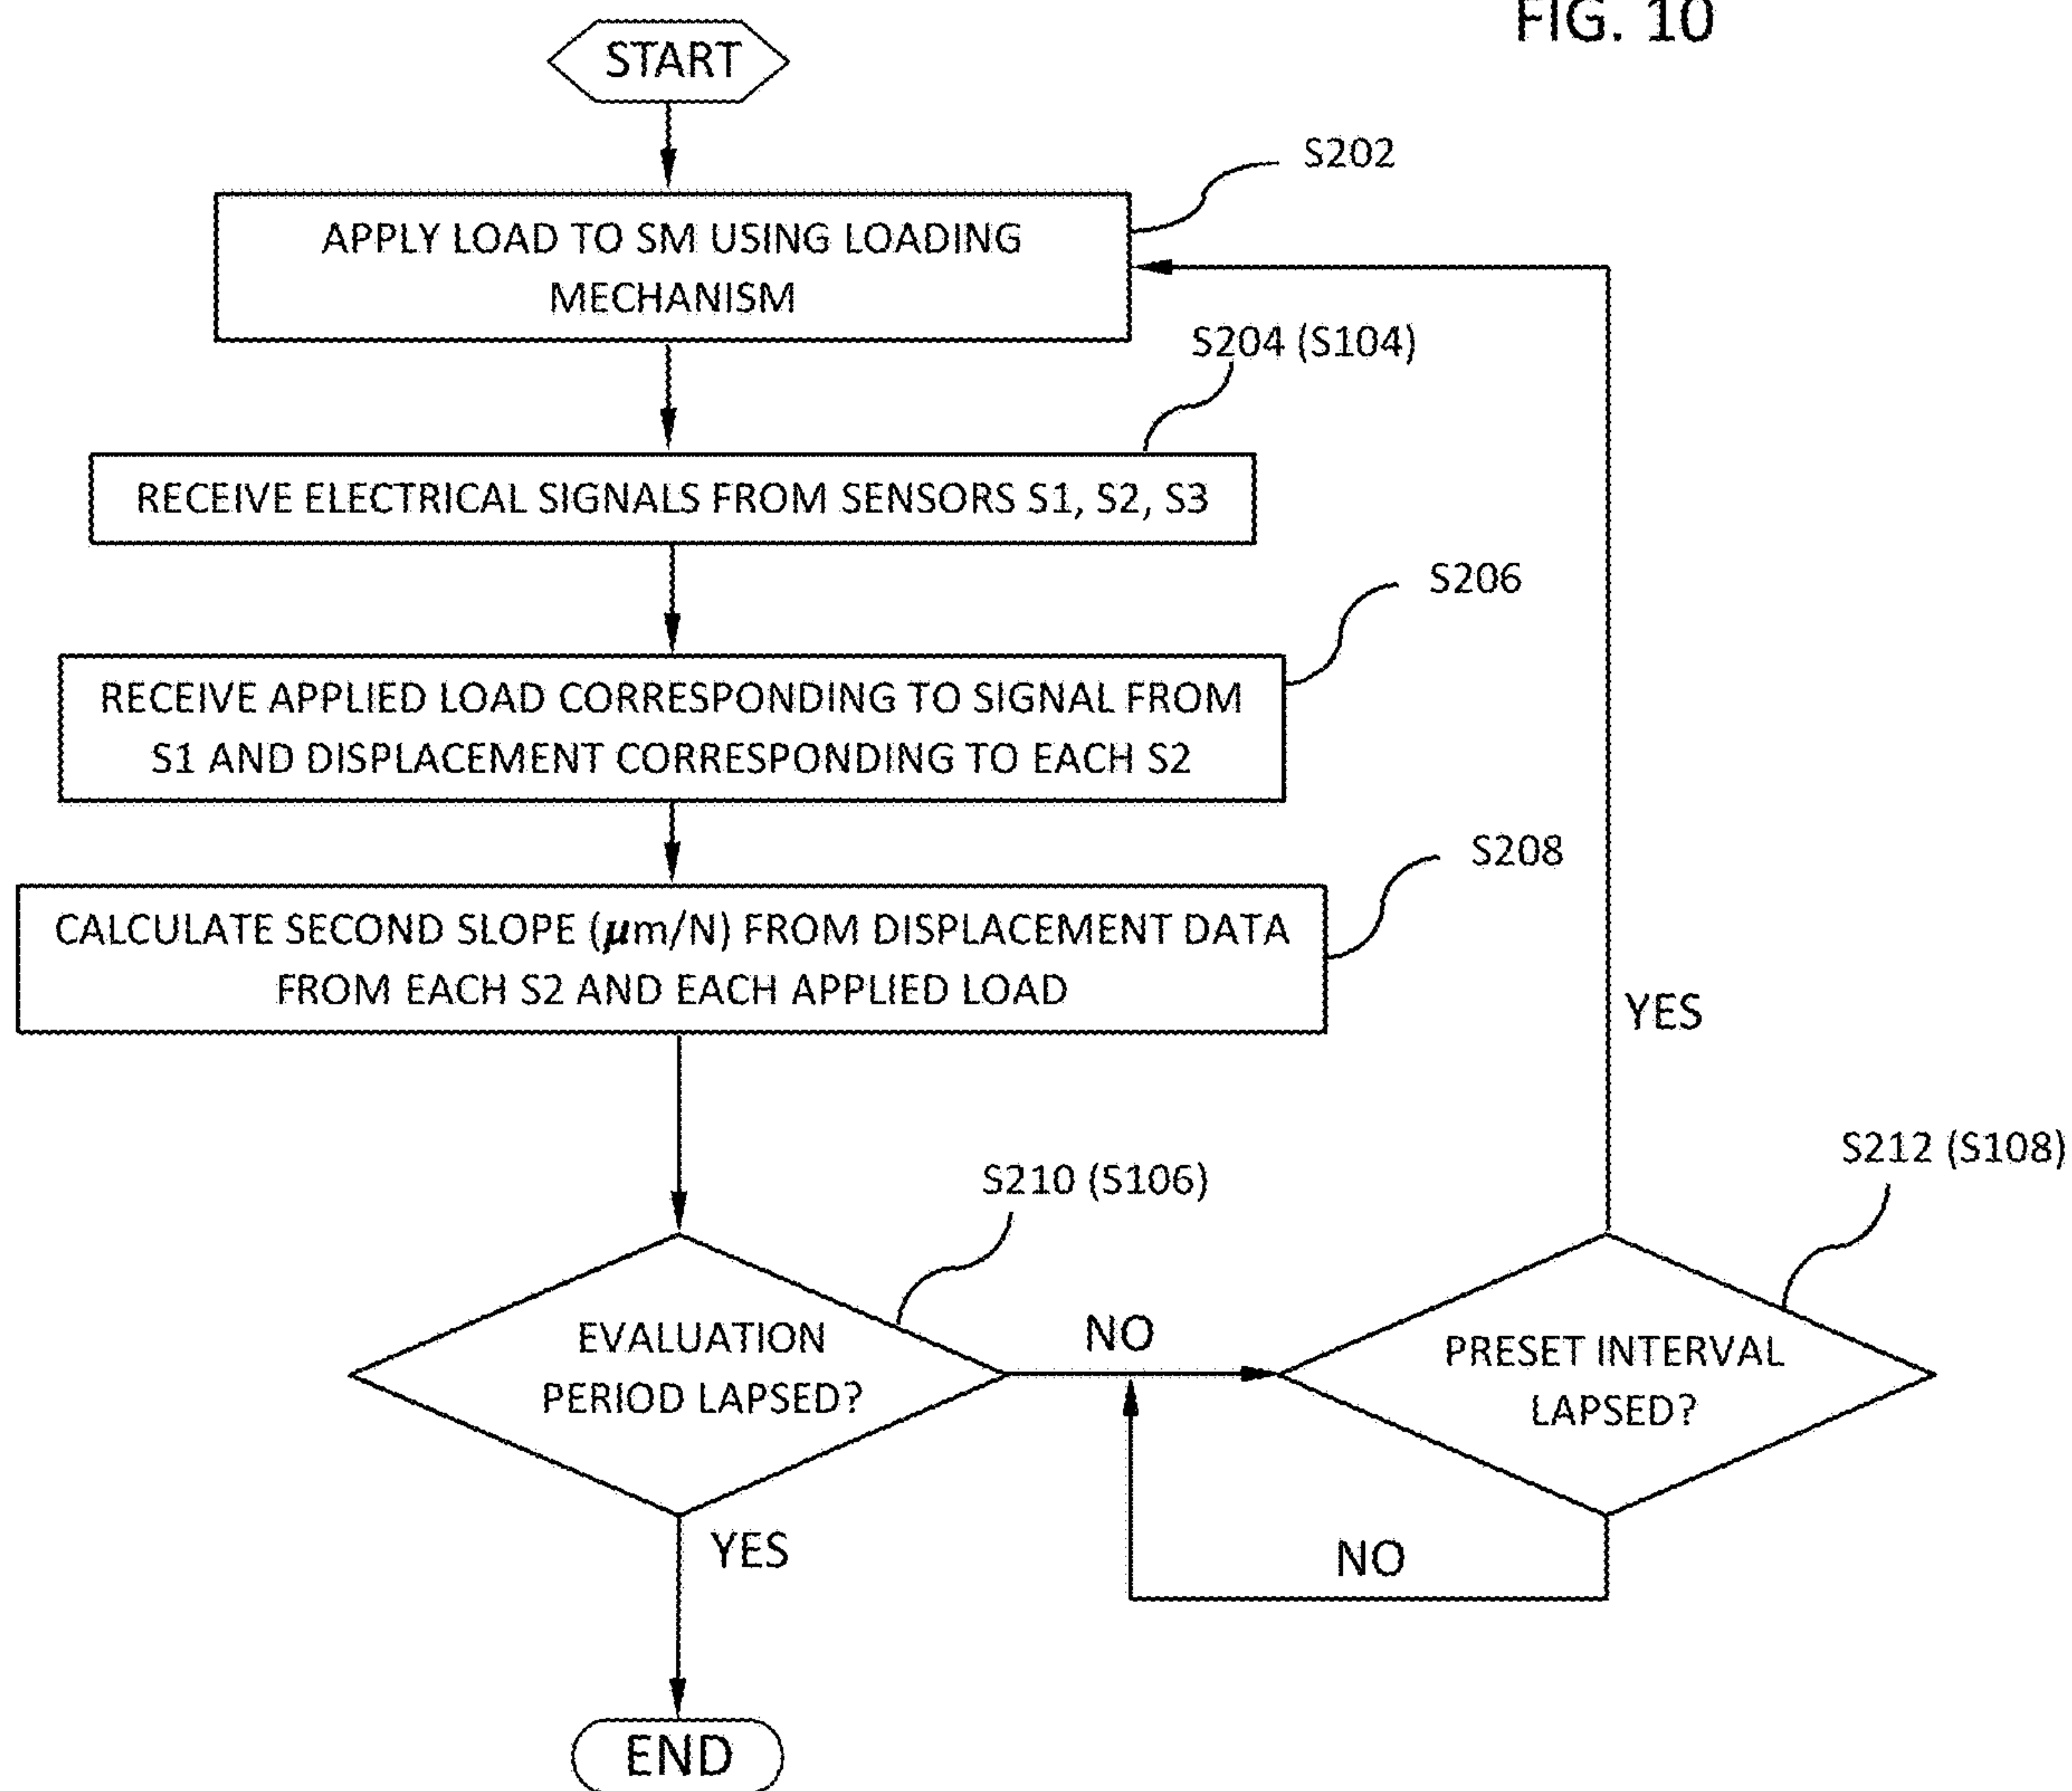 FIG. 10
START
S202
APPLY LOAD TO SM USING LOADING
MECHANISM
S204 (S104)
RECEIVE ELECTRICAL SIGNALS FROM SENSORS S1, S2, S3
S206
RECEIVE APPLIED LOAD CORRESPONDING TO SIGNAL FROM
S1 AND DISPLACEMENT CORRESPONDING TO EACH S2
S208
CALCULATE SECOND SLOPE (μm/N) FROM DISPLACEMENT DATA
FROM EACH S2 AND EACH APPLIED LOAD
YES
S212 (S108)
S210 (S106)
EVALUATION
PERIOD LAPSED?
NO
PRESET INTERVAL
LAPSED?
YES
NO
END